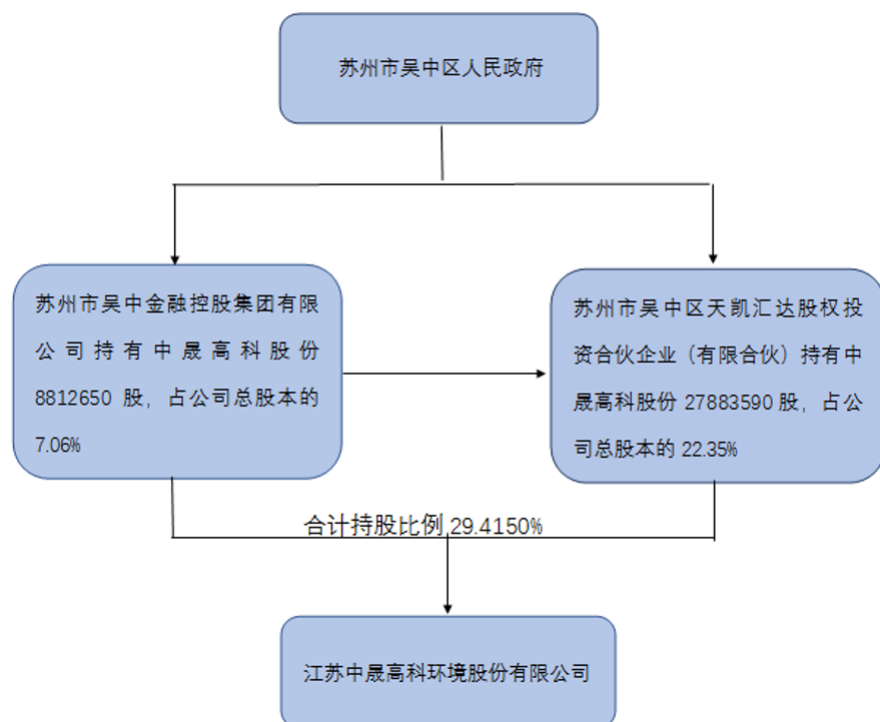 苏州市吴中区人民政府
苏州市吴中金融控股集团有限
公司持有中晟高科股份
8812650 股，占公司总股本的
7.06%
苏州市吴中区天凯汇达股权投
资合伙企业（有限合伙）持有中
晟高科股份 27883590 股，占公
司总股本的 22.35%
合计持股比例 29.4150%
江苏中晟高科环境股份有限公司